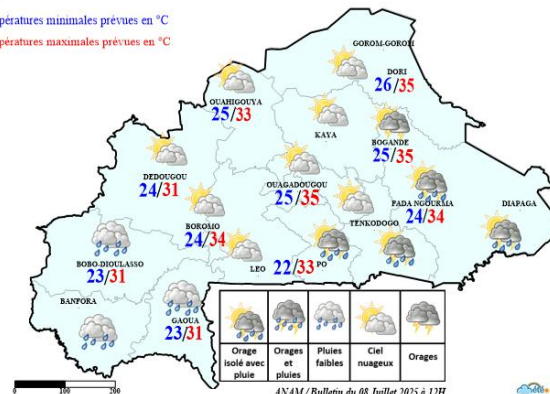 pératures minimales prévues en °C
pératures maximales prévues en °C
GOROM-GOROM
DORI
26/35
OUAHIGOUYA
25/33
KAYA
BOGANDE
25/35
DEDOUGOU
24/31
OUAGADOUGOU
25/35
FADA NGOURMA
24/34
DIAPAGA
BOROMO
24/34
TENKODOGO
BOBO-DIOULASSO
23/31
LEO
22/33 PO
BANFORA
GAOUA
23/31
Orage isolé avec pluie
Orages et pluies
Pluies faibles
Ciel nuageux
Orages
0 100 200
ANAM / Bulletin du 08 Juillet 2025 à 12H